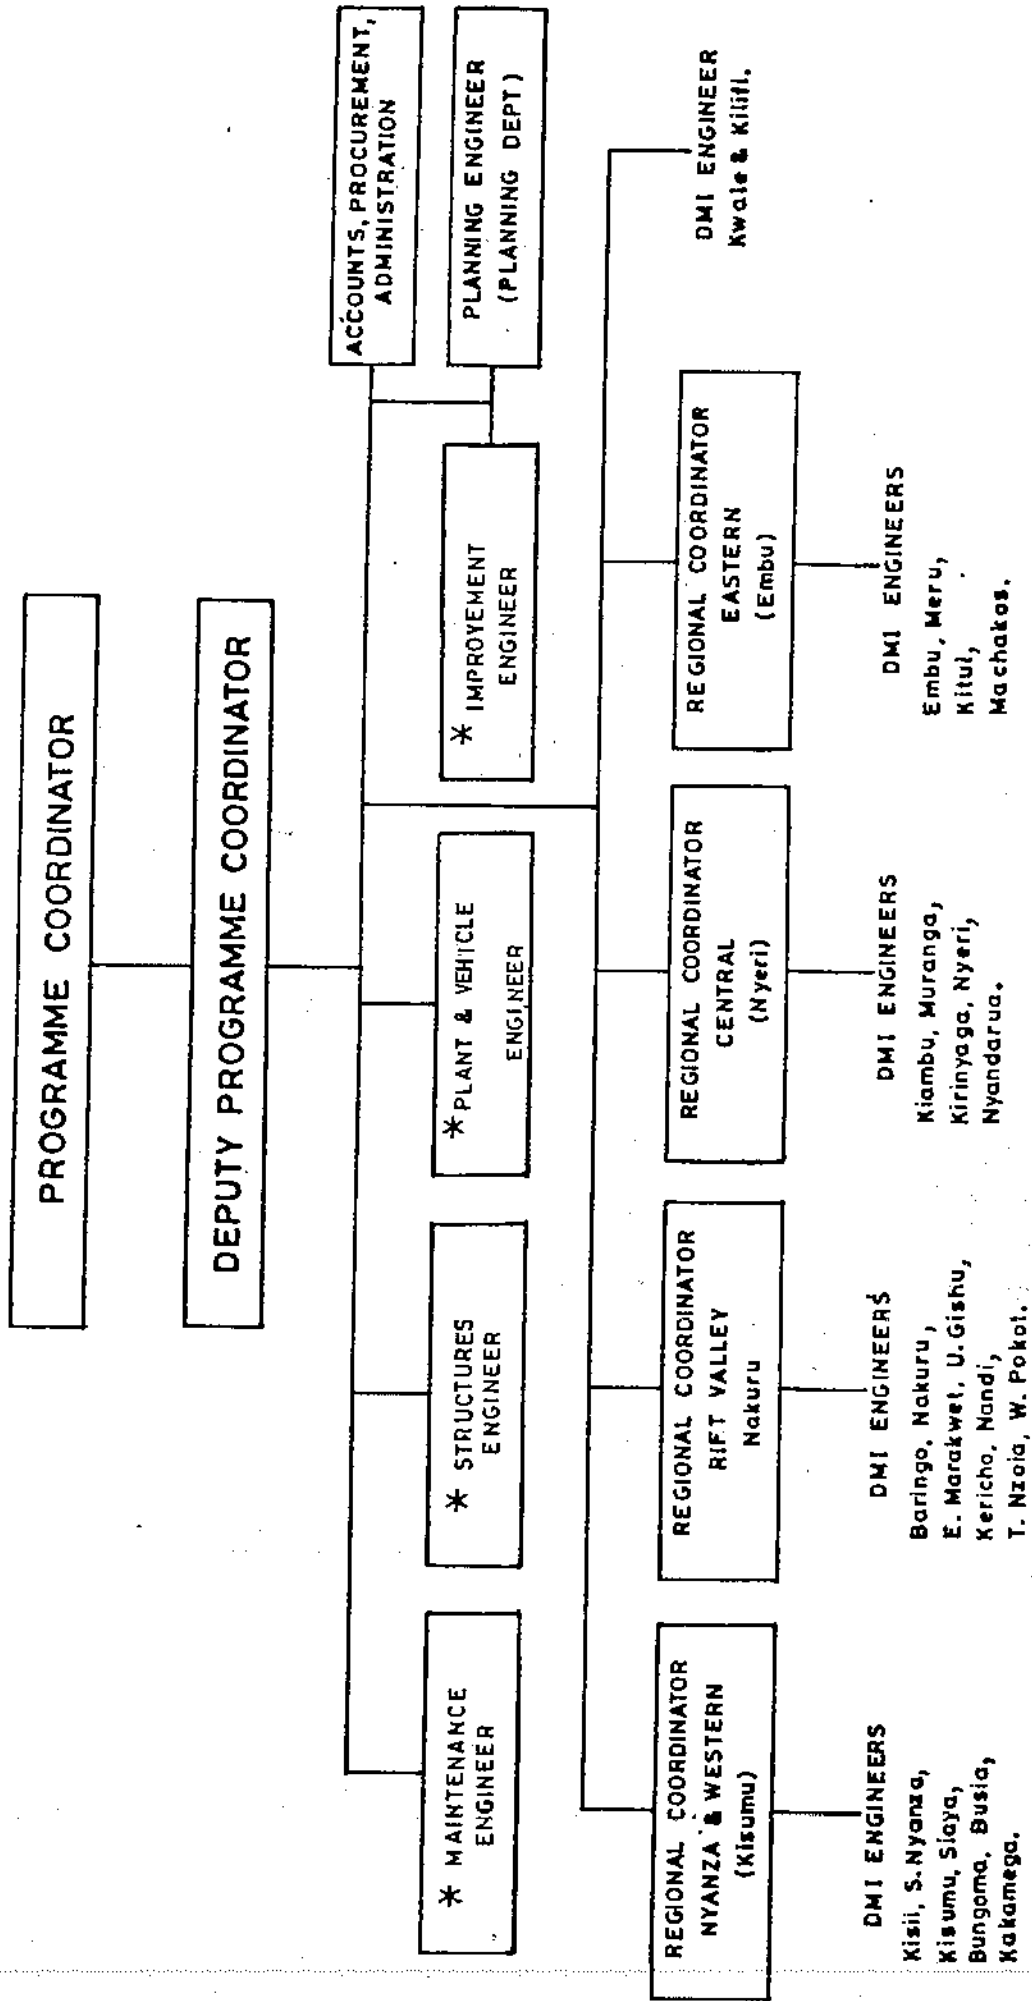 PROGRAMME COORDINATOR
DEPUTY PROGRAMME COORDINATOR
ACCOUNTS, PROCUREMENT,
ADMINISTRATION
* MAINTENANCE
ENGINEER
* STRUCTURES
ENGINEER
* PLANT & VEHICLE
ENGINEER
* IMPROYEMENT
ENGINEER
PLANNING ENGINEER
(PLANNING DEPT)
REGIONAL COORDINATOR
NYANZA & WESTERN
(Kisumu)
REGIONAL COORDINATOR
RIFT VALLEY
Nakuru
REGIONAL COORDINATOR
CENTRAL
(Nyeri)
REGIONAL COORDINATOR
EASTERN
(Embu)
DMI ENGINEER
Kwale & Kilifi.
DMI ENGINEERS
Kisii, S. Nyanza,
Kisumu, Siaya,
Bungoma, Busia,
Kakamega.
DMI ENGINEERS
Baringo, Nakuru,
E. Marakwet, U. Gishu,
Kericho, Nandi,
T. Nzoia, W. Pokot.
DMI ENGINEERS
Kiambu, Muranga,
Kirinyaga, Nyeri,
Nyandarua.
DMI ENGINEERS
Embu, Meru,
Kitui,
Machakos.